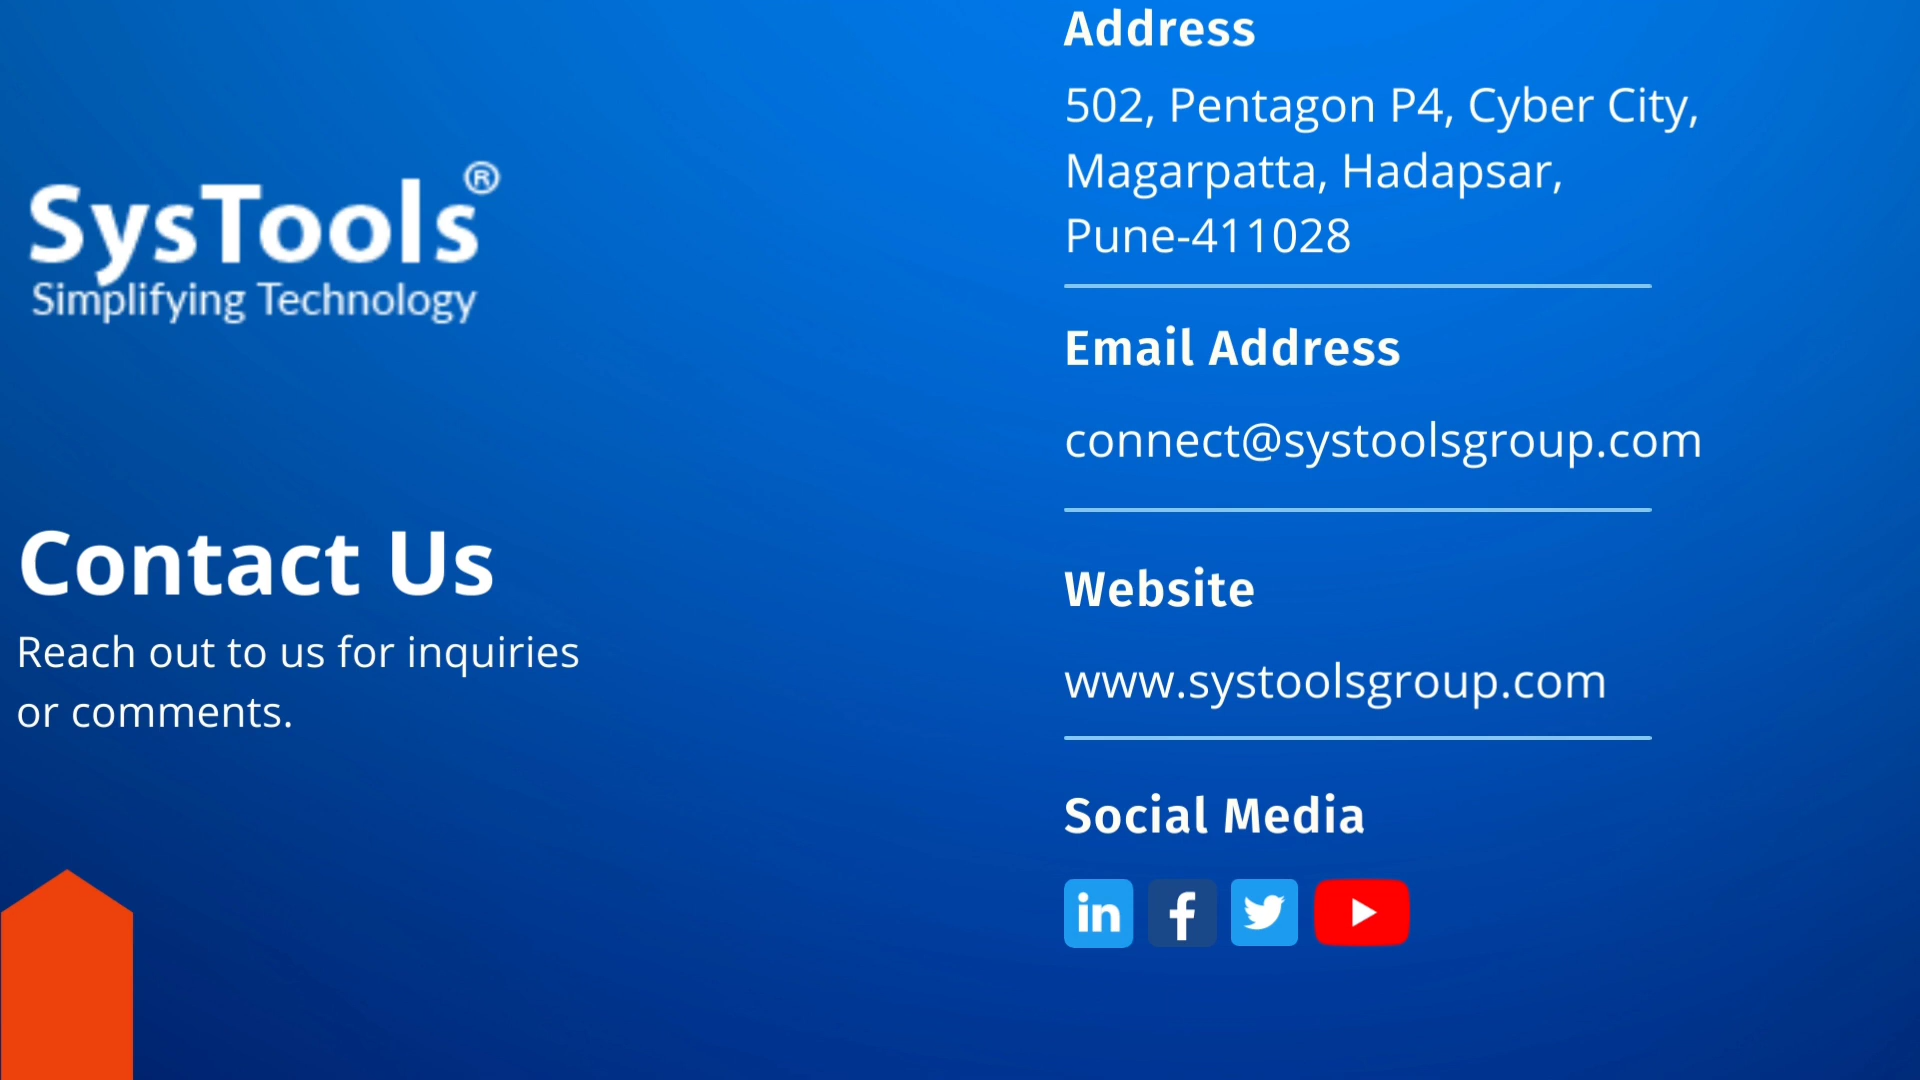 SysTools®
Simplifying Technology
Contact Us
Reach out to us for inquiries
or comments.
Address
502, Pentagon P4, Cyber City,
Magarpatta, Hadapsar,
Pune-411028
Email Address
connect@systoolsgroup.com
Website
www.systoolsgroup.com
Social Media
in f